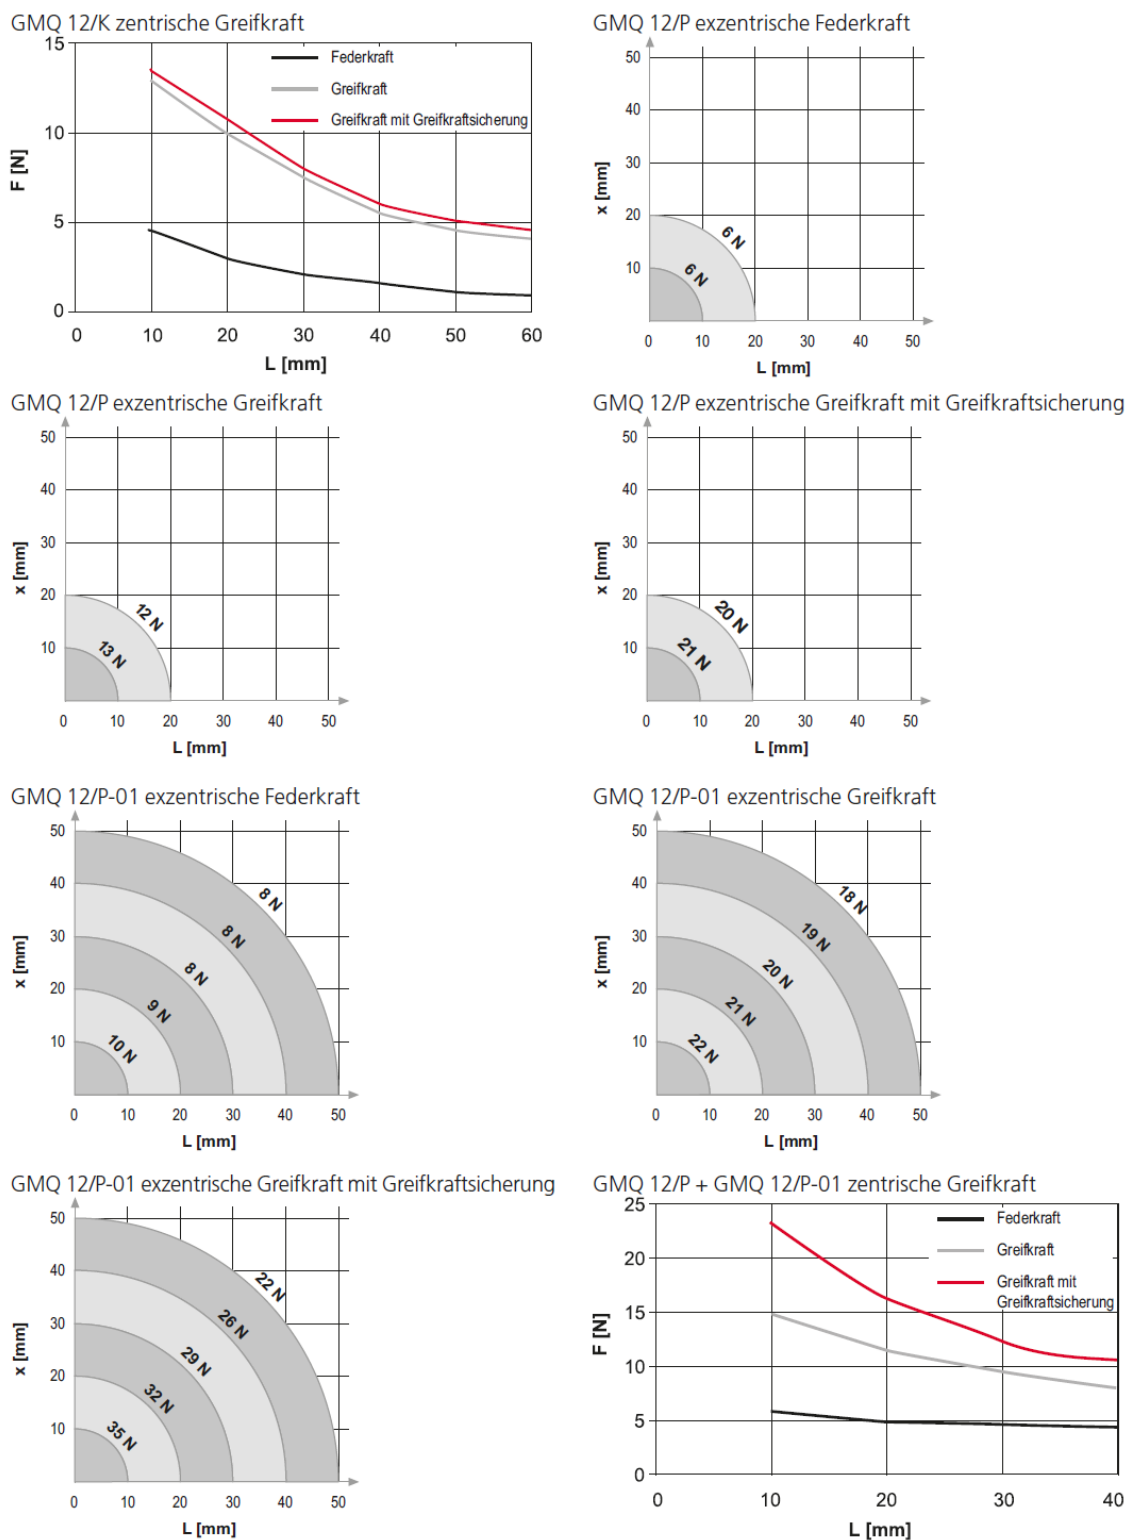 GMQ 12/K zentrische Greifkraft
15
10
5
0
F [N]
Federkraft
Greifkraft
Greifkraft mit Greifkraftsicherung
0 10 20 30 40 50 60
L [mm]
GMQ 12/P exzentrische Federkraft
50
40
30
20
10
x [mm]
6 N
6 N
0 10 20 30 40 50
L [mm]
GMQ 12/P exzentrische Greifkraft
50
40
30
20
10
x [mm]
12 N
13 N
0 10 20 30 40 50
L [mm]
GMQ 12/P exzentrische Greifkraft mit Greifkraftsicherung
50
40
30
20
10
x [mm]
20 N
21 N
0 10 20 30 40 50
L [mm]
GMQ 12/P-01 exzentrische Federkraft
50
40
30
20
10
x [mm]
8 N
8 N
8 N
9 N
10 N
0 10 20 30 40 50
L [mm]
GMQ 12/P-01 exzentrische Greifkraft
50
40
30
20
10
x [mm]
18 N
19 N
20 N
21 N
22 N
0 10 20 30 40 50
L [mm]
GMQ 12/P-01 exzentrische Greifkraft mit Greifkraftsicherung
50
40
30
20
10
x [mm]
22 N
26 N
29 N
32 N
35 N
0 10 20 30 40 50
L [mm]
GMQ 12/P + GMQ 12/P-01 zentrische Greifkraft
25
20
15
10
5
0
F [N]
Federkraft
Greifkraft
Greifkraft mit
Greifkraftsicherung
0 10 20 30 40
L [mm]